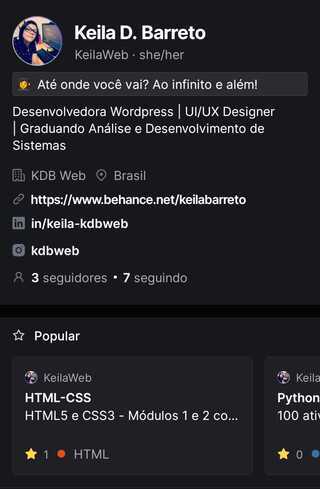 Keila D. Barreto
KeilaWeb · she/her
Até onde você vai? Ao infinito e além!
Desenvolvedora Wordpress | UI/UX Designer
| Graduando Análise e Desenvolvimento de
Sistemas
KDB Web Brasil
https://www.behance.net/keilabarreto
in/keila-kdbweb
kdbweb
3 seguidores • 7 seguindo
Popular
KeilaWeb
HTML-CSS
HTML5 e CSS3 - Módulos 1 e 2 co...
1 HTML
Keila
Python
100 ativ
0